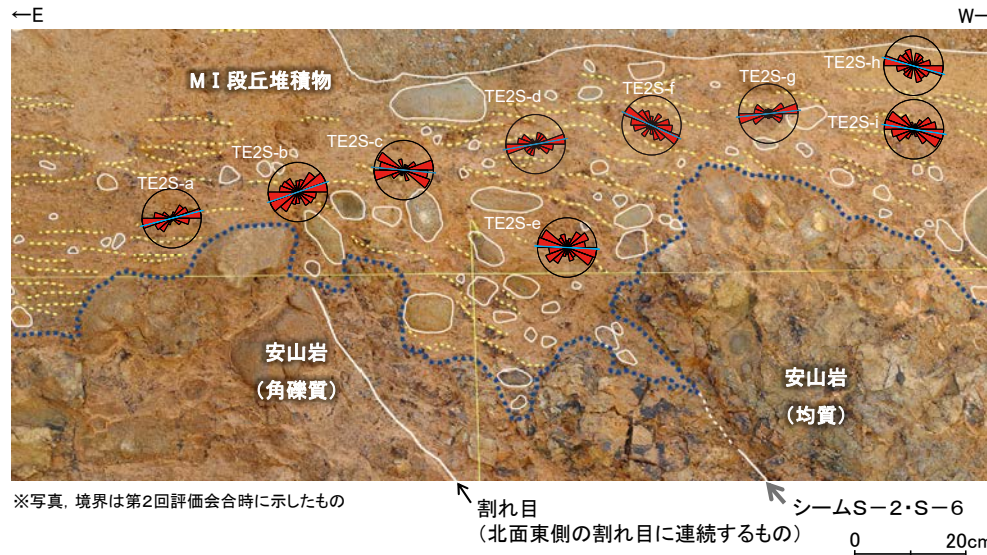 ←E
W―
MⅠ段丘堆積物
TE2S-h
TE2S-g
TE2S-f
TE2S-d
TE2S-i
TE2S-c
TE2S-b
TE2S-a
TE2S-e
安山岩
(角礫質)
安山岩
(均質)
※写真，境界は第2回評価会合時に示したもの
割れ目
(北面東側の割れ目に連続するもの)
シームS－2・S－6
0 20cm